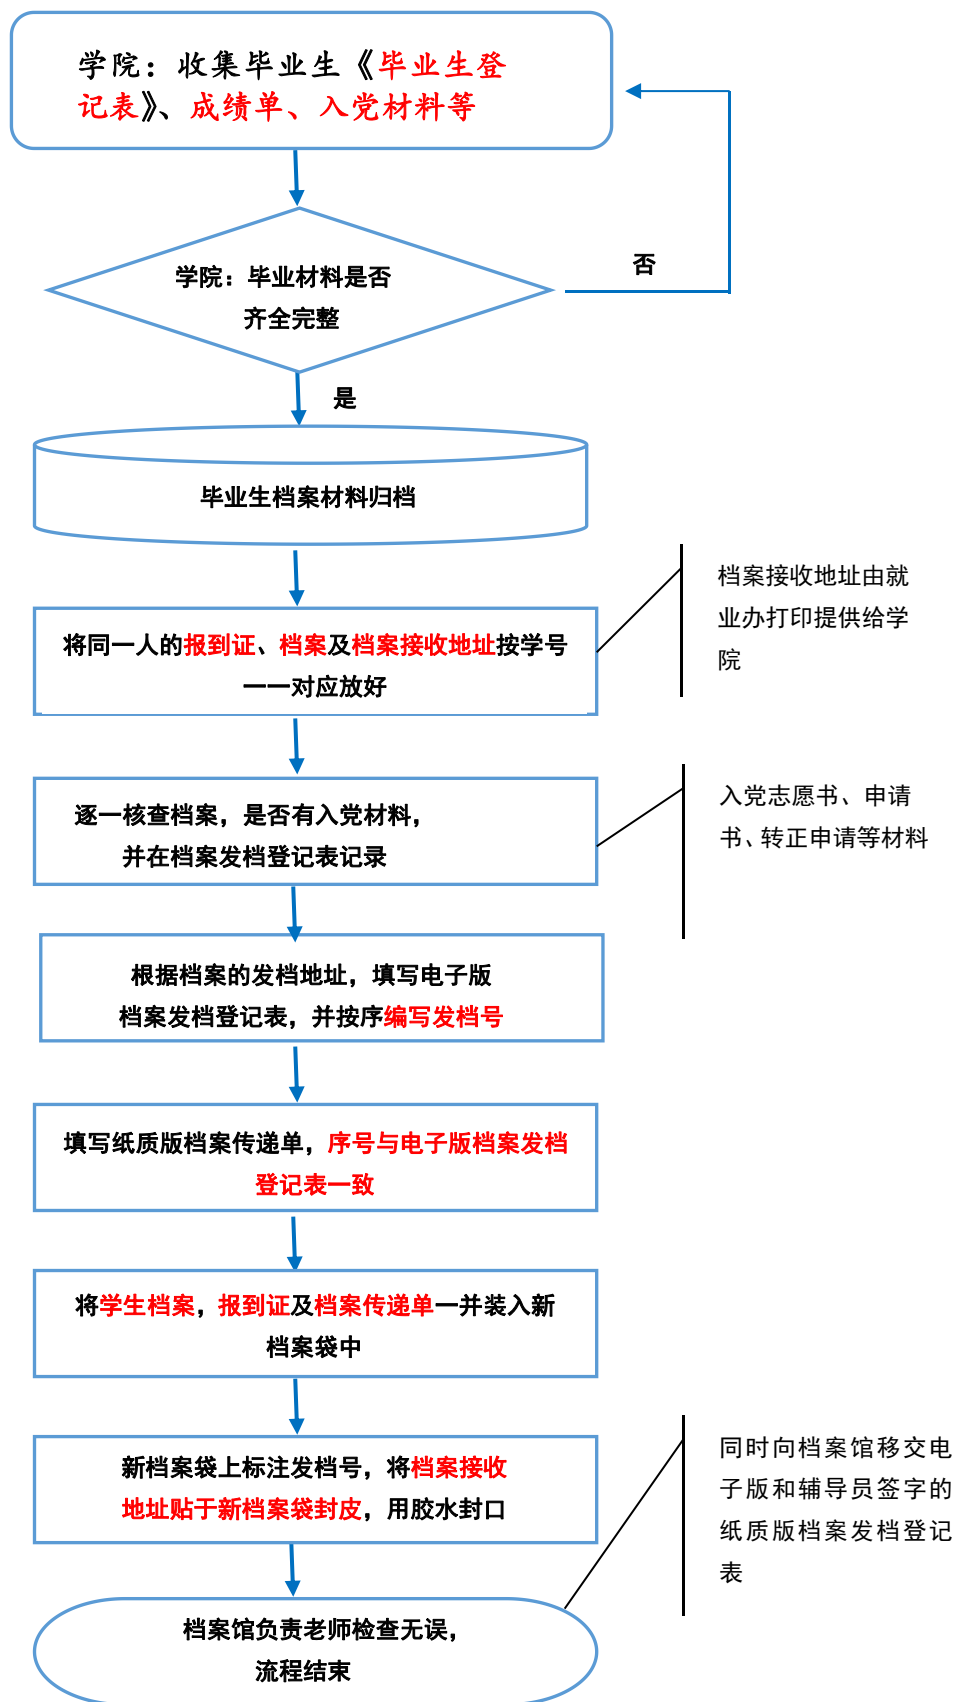 学院：收集毕业生《毕业生登
记表》、成绩单、入党材料等
学院：毕业材料是否
齐全完整
否
是
毕业生档案材料归档
将同一人的报到证、档案及档案接收地址按学号
一一对应放好
档案接收地址由就
业办打印提供给学
院
逐一核查档案，是否有入党材料，
并在档案发档登记表记录
入党志愿书、申请
书、转正申请等材料
根据档案的发档地址，填写电子版
档案发档登记表，并按序编写发档号
填写纸质版档案传递单，序号与电子版档案发档
登记表一致
将学生档案，报到证及档案传递单一并装入新
档案袋中
新档案袋上标注发档号，将档案接收
地址贴于新档案袋封皮，用胶水封口
同时向档案馆移交电
子版和辅导员签字的
纸质版档案发档登记
表
档案馆负责老师检查无误，
流程结束